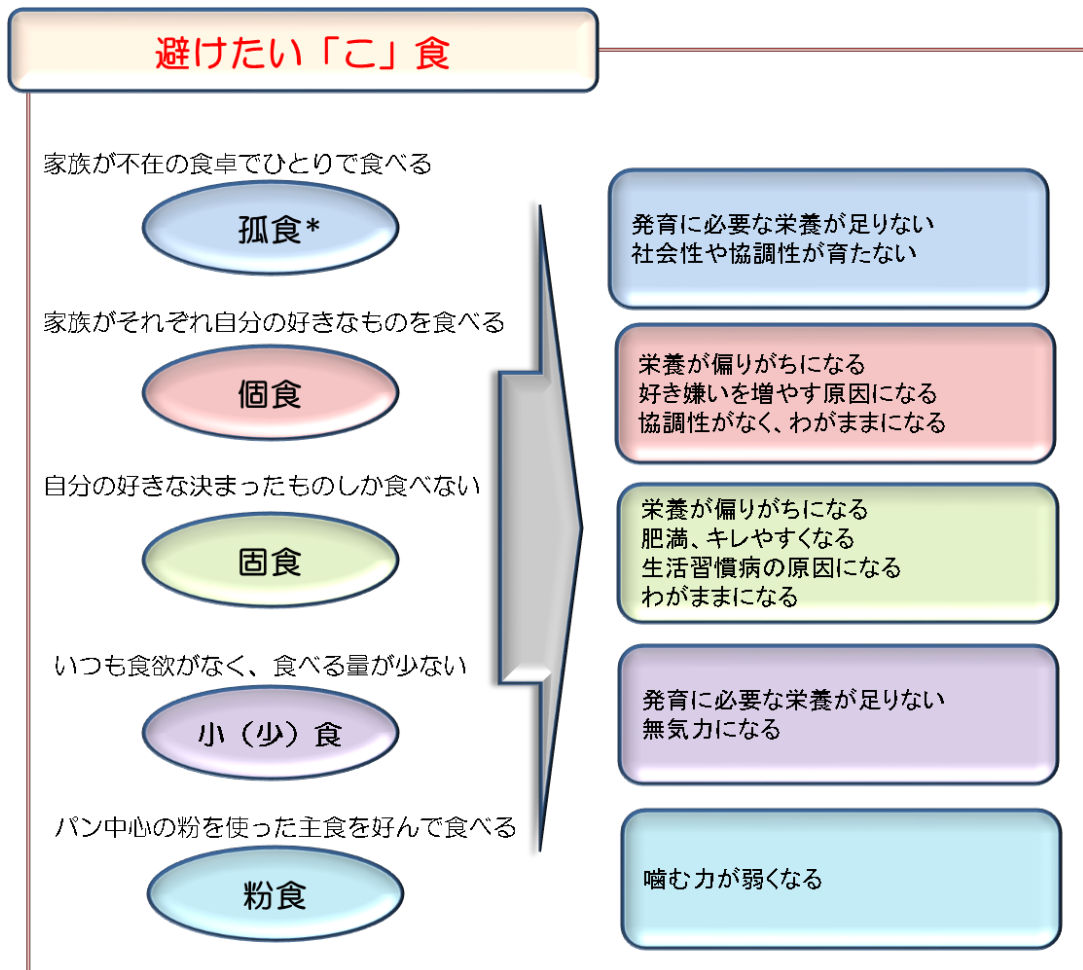 避けたい「こ」食
家族が不在の食卓でひとりで食べる
孤食*
発育に必要な栄養が足りない
社会性や協調性が育たない
家族がそれぞれ自分の好きなものを食べる
個食
栄養が偏りがちになる
好き嫌いを増やす原因になる
協調性がなく、わがままになる
自分の好きな決まったものしか食べない
固食
栄養が偏りがちになる
肥満、キレやすくなる
生活習慣病の原因になる
わがままになる
いつも食欲がなく、食べる量が少ない
小（少）食
発育に必要な栄養が足りない
無気力になる
パン中心の粉を使った主食を好んで食べる
粉食
噛む力が弱くなる